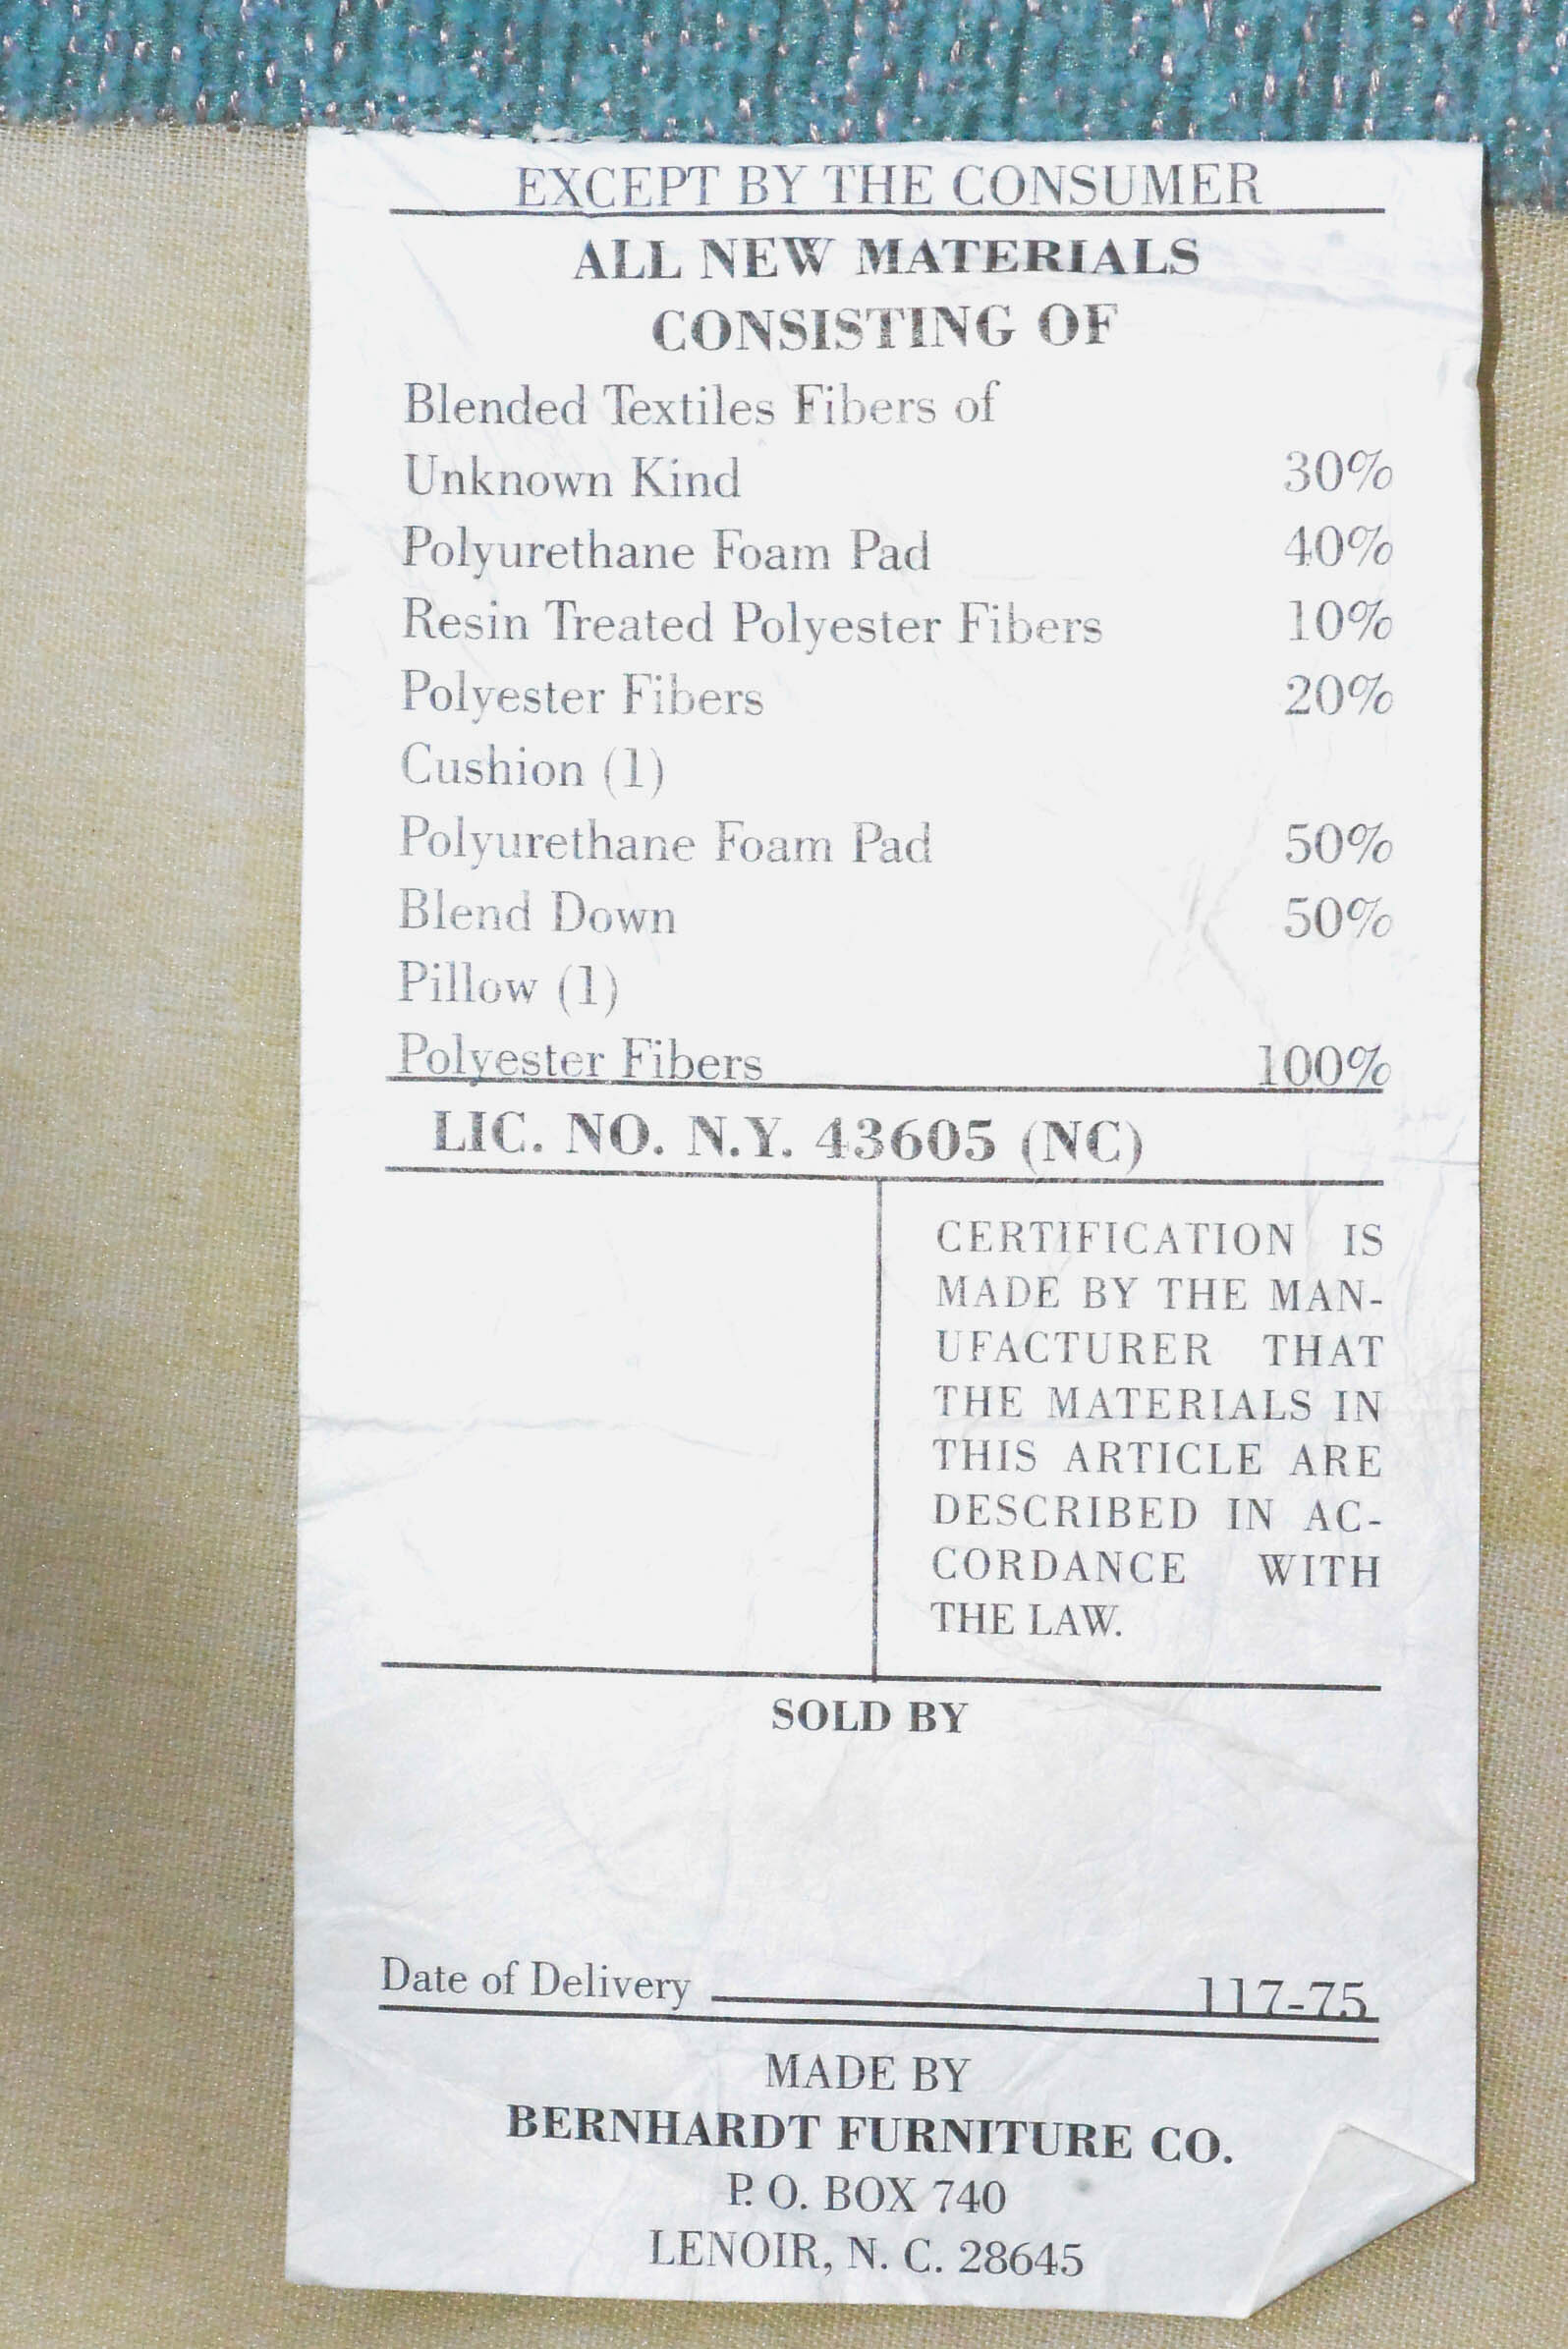 EXCEPT BY THE CONSUMER
ALL NEW MATERIALS
CONSISTING OF
Blended Textiles Fibers of
Unknown Kind 30%
Polyurethane Foam Pad 40%
Resin Treated Polyester Fibers 10%
Polyester Fibers 20%
Cushion (1)
Polyurethane Foam Pad 50%
Blend Down 50%
Pillow (1)
Polyester Fibers 100%
LIC. NO. N.Y. 43605 (NC)
CERTIFICATION IS
MADE BY THE MAN-
UFACTURER THAT
THE MATERIALS IN
THIS ARTICLE ARE
DESCRIBED IN AC-
CORDANCE WITH
THE LAW.
SOLD BY
Date of Delivery 117-75
MADE BY
BERNHARDT FURNITURE CO.
P. O. BOX 740
LENOIR, N. C. 28645